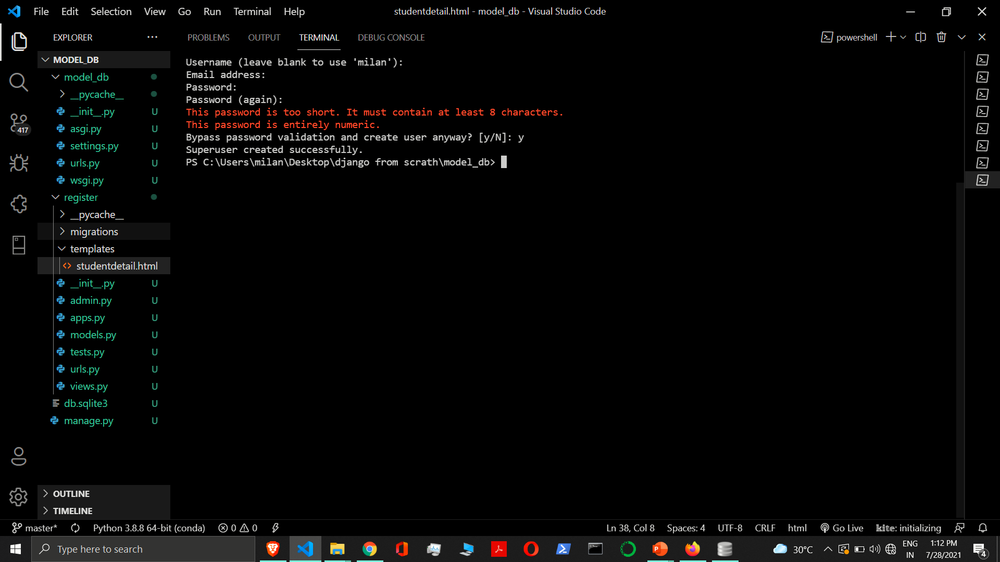 File Edit Selection View Go Run Terminal Help
studentdetail.html - model_db - Visual Studio Code
EXPLORER
PROBLEMS OUTPUT TERMINAL DEBUG CONSOLE
powershell
MODEL_DB
model_db
__pycache__
__init__.py U
asgi.py U
settings.py U
urls.py U
wsgi.py U
register
__pycache__
migrations
templates
studentdetail.html
__init__.py U
admin.py U
apps.py U
models.py U
tests.py U
urls.py U
views.py U
db.sqlite3 U
manage.py U
OUTLINE
TIMELINE
417
Username (leave blank to use 'milan'):
Email address:
Password:
Password (again):
This password is too short. It must contain at least 8 characters.
This password is entirely numeric.
Bypass password validation and create user anyway? [y/N]: y
Superuser created successfully.
PS C:\Users\milan\Desktop\django from scrath\model_db>
master* Python 3.8.8 64-bit (conda) 0 0
Ln 38, Col 8 Spaces: 4 UTF-8 CRLF html Go Live kite: initializing
Type here to search
30°C
ENG
IN
1:12 PM
7/28/2021
4